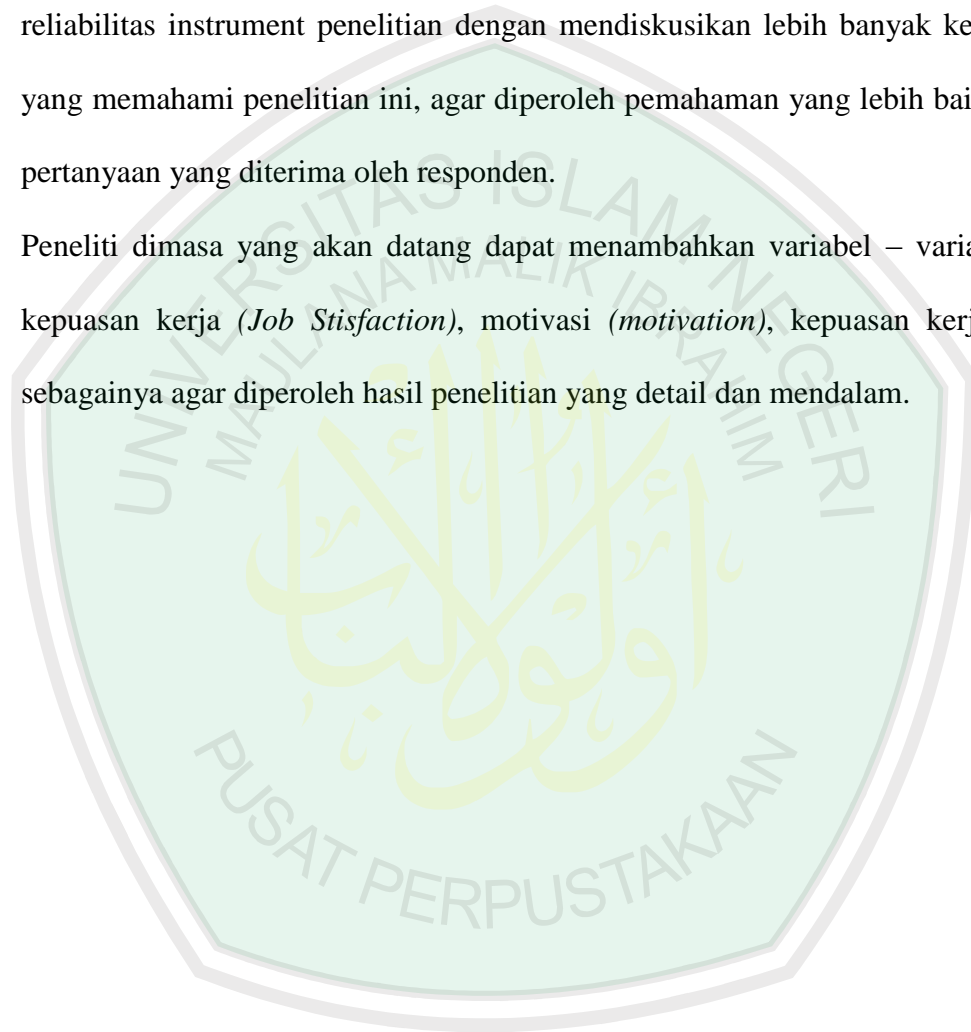 reliabilitas instrument penelitian dengan mendiskusikan lebih banyak ke
yang memahami penelitian ini, agar diperoleh pemahaman yang lebih bai
pertanyaan yang diterima oleh responden.
Peneliti dimasa yang akan datang dapat menambahkan variabel – varia
kepuasan kerja (Job Stisfaction), motivasi (motivation), kepuasan kerj
sebagainya agar diperoleh hasil penelitian yang detail dan mendalam.
UNIVERSITAS ISLAM NEGERI
MAULANA MALIK IBRAHIM
PUSAT PERPUSTAKAAN